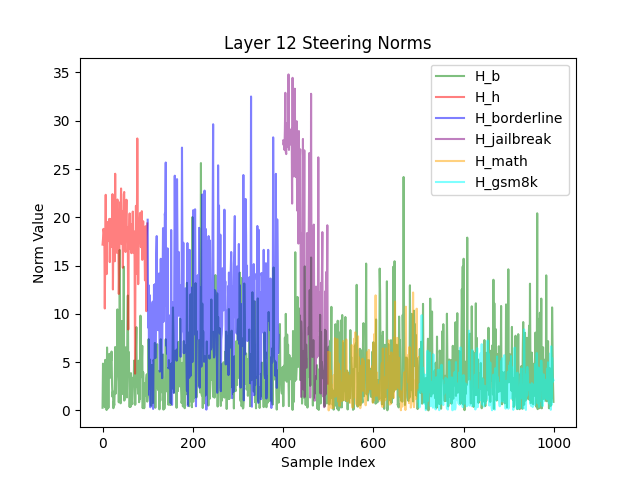 Layer 12 Steering Norms
35
30
25
20
15
10
5
0
Norm Value
0
200
400
600
800
1000
Sample Index
H_b
H_h
H_borderline
H_jailbreak
H_math
H_gsm8k